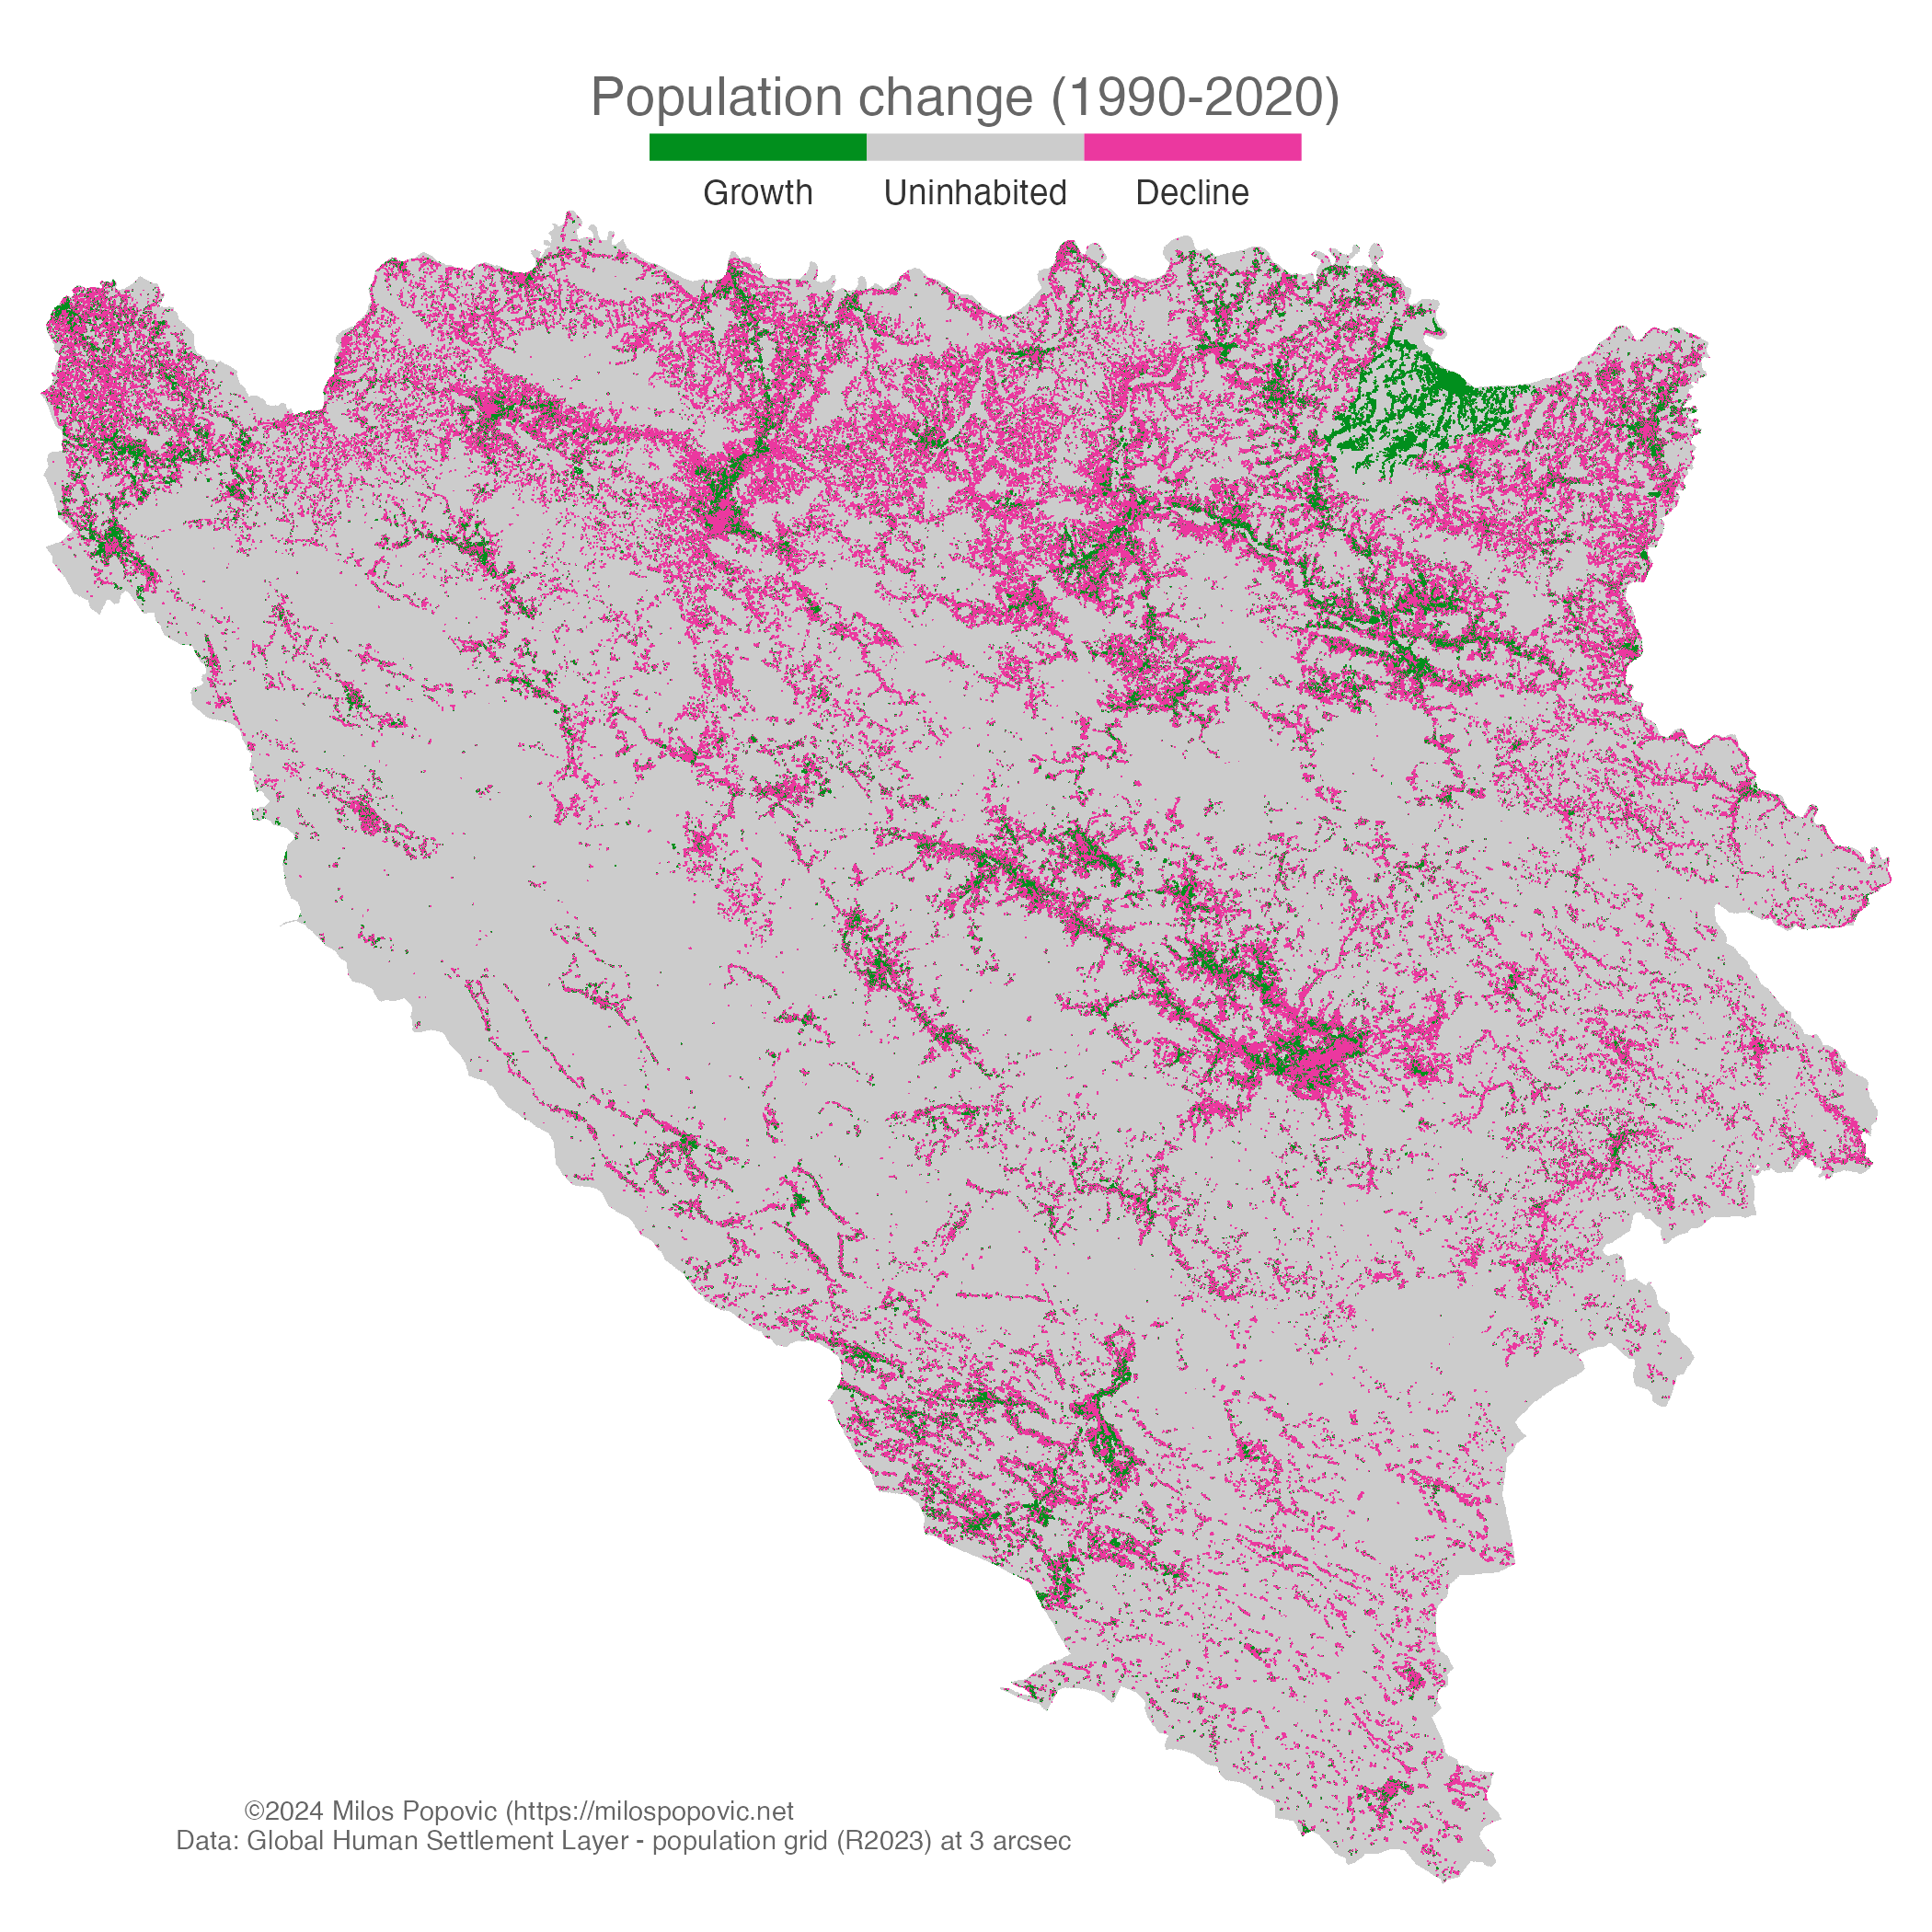 Population change (1990-2020)
Growth Uninhabited Decline
©2024 Milos Popovic (https://milospopovic.net
Data: Global Human Settlement Layer - population grid (R2023) at 3 arcsec